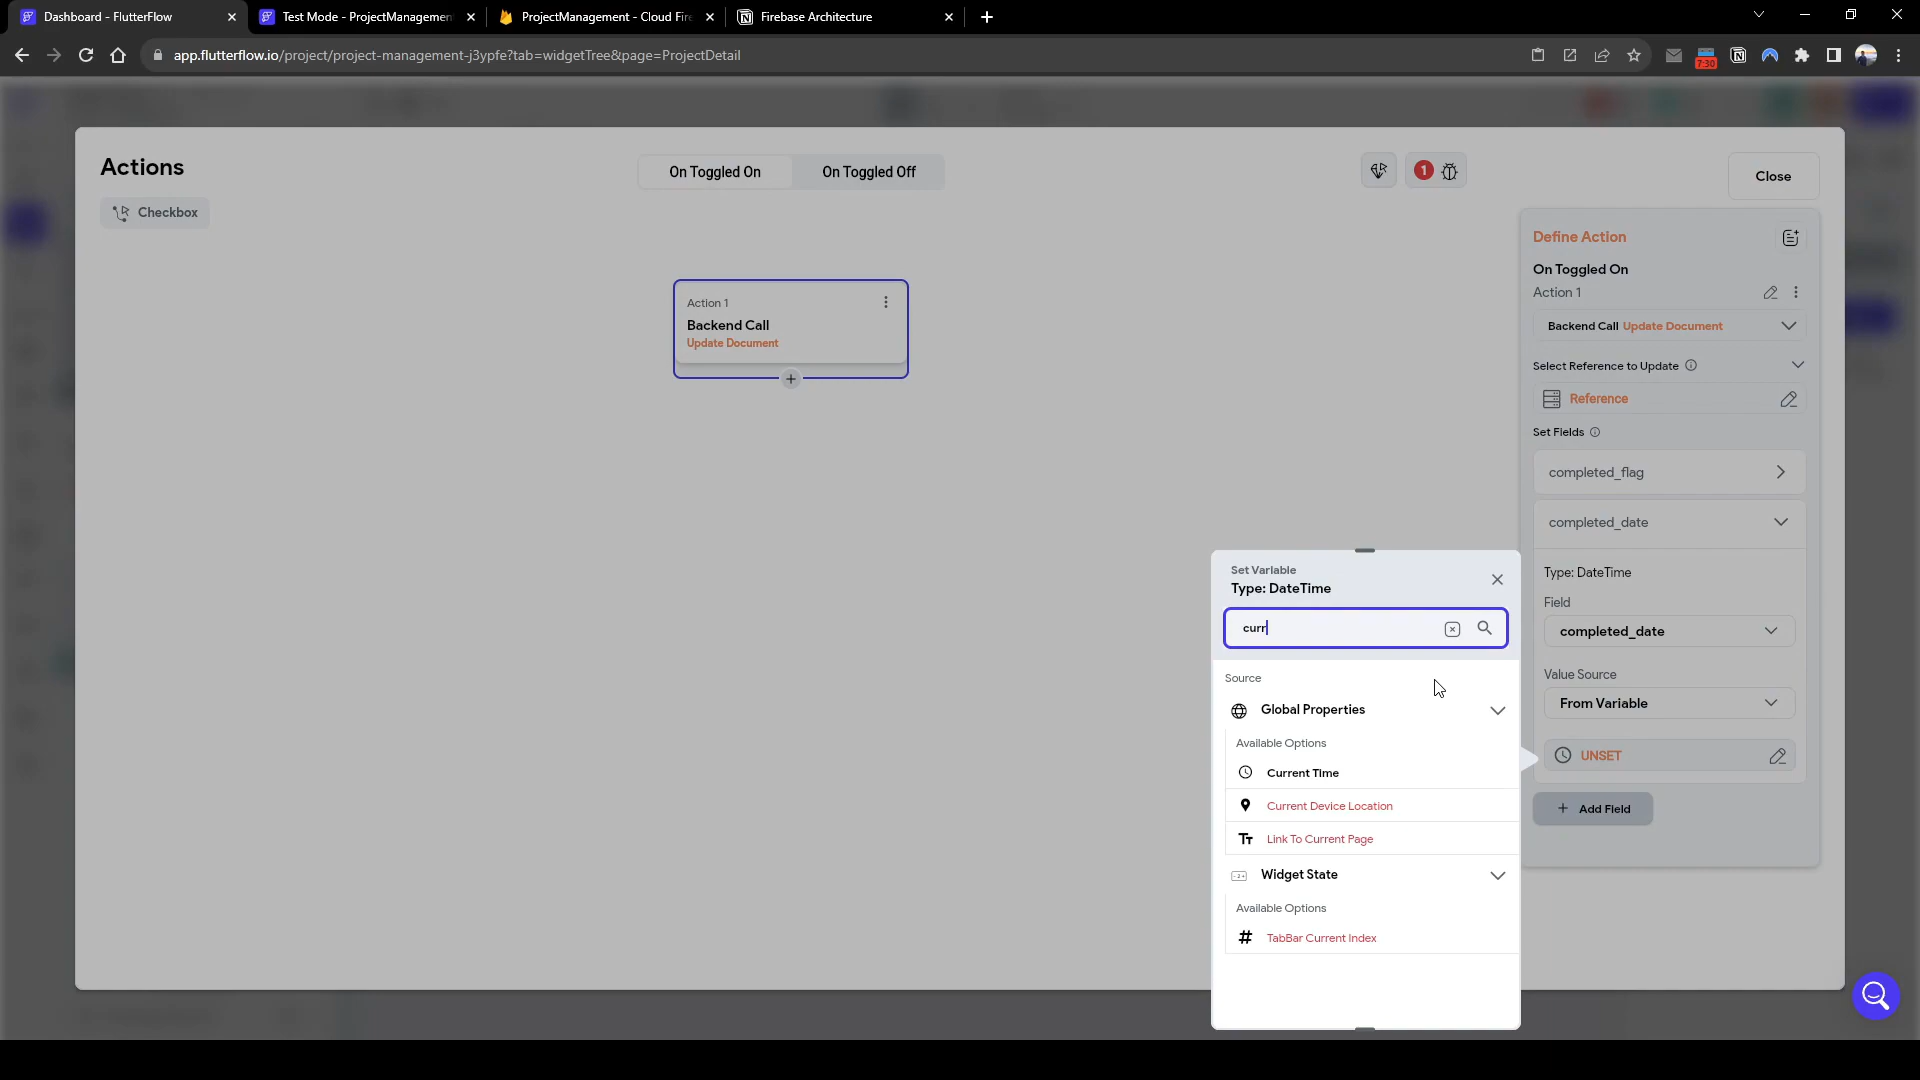 Dashboard - FlutterFlow
Test Mode - ProjectManagement
ProjectManagement - Cloud Fire
Firebase Architecture
app.flutterflow.io/project/project-management-j3ypfe?tab=widgetTree&page=ProjectDetail
7:30
Actions
On Toggled On
On Toggled Off
1
Close
Checkbox
Define Action
On Toggled On
Action 1
Backend Call Update Document
Select Reference to Update
Reference
Set Fields
completed_flag
completed_date
Type: DateTime
Field
completed_date
Value Source
From Variable
UNSET
+ Add Field
Action 1
Backend Call
Update Document
+
Set Variable
Type: DateTime
curr
Source
Global Properties
Available Options
Current Time
Current Device Location
Link To Current Page
Widget State
Available Options
TabBar Current Index